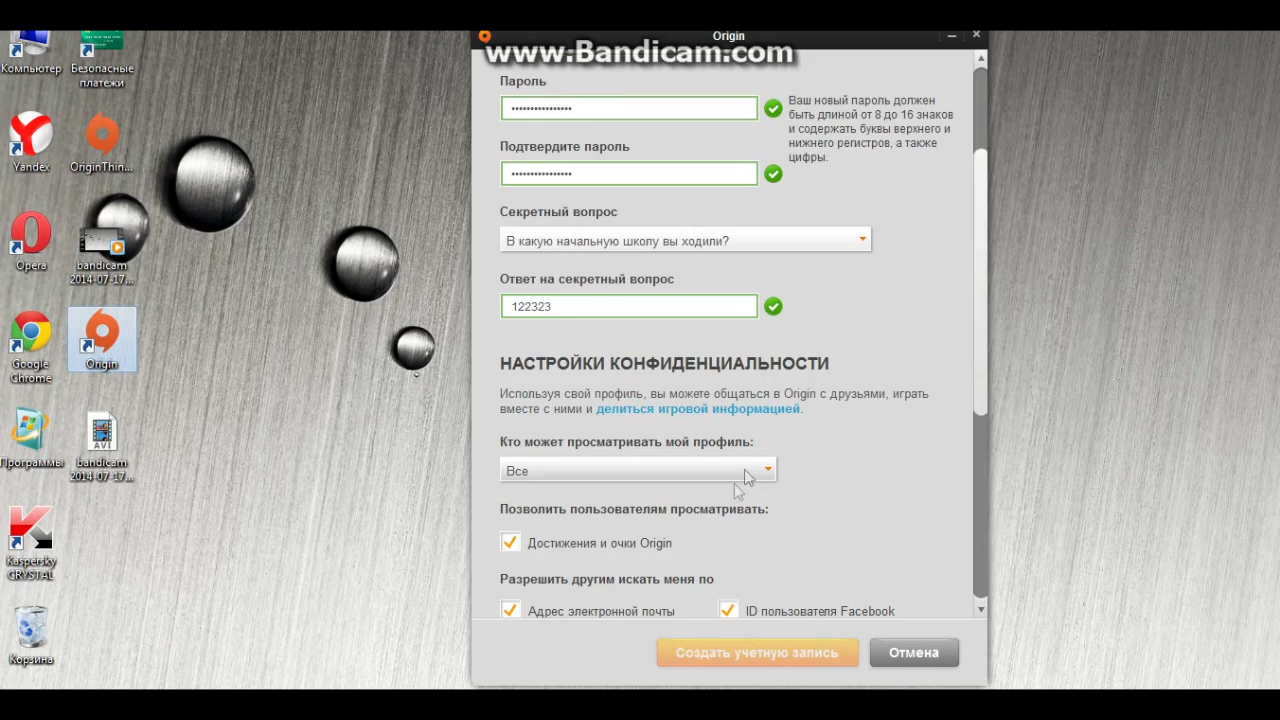 Origin
www.Bandicam.com
Компьютер
Безопасные
платежи
Yandex
OriginThin...
Opera
bandicam
2014-07-17...
Google
Chrome
Origin
Программы
bandicam
2014-07-17...
Kaspersky
CRYSTAL
Корзина
Пароль
••••••••••••••••
Ваш новый пароль должен
быть длиной от 8 до 16 знаков
и содержать буквы верхнего и
нижнего регистров, а также
цифры.
Подтвердите пароль
••••••••••••••••
Секретный вопрос
В какую начальную школу вы ходили?
Ответ на секретный вопрос
122323
НАСТРОЙКИ КОНФИДЕНЦИАЛЬНОСТИ
Используя свой профиль, вы можете общаться в Origin с друзьями, играть
вместе с ними и делиться игровой информацией.
Кто может просматривать мой профиль:
Все
Позволить пользователям просматривать:
Достижения и очки Origin
Разрешить другим искать меня по
Адрес электронной почты
ID пользователя Facebook
Создать учетную запись
Отмена